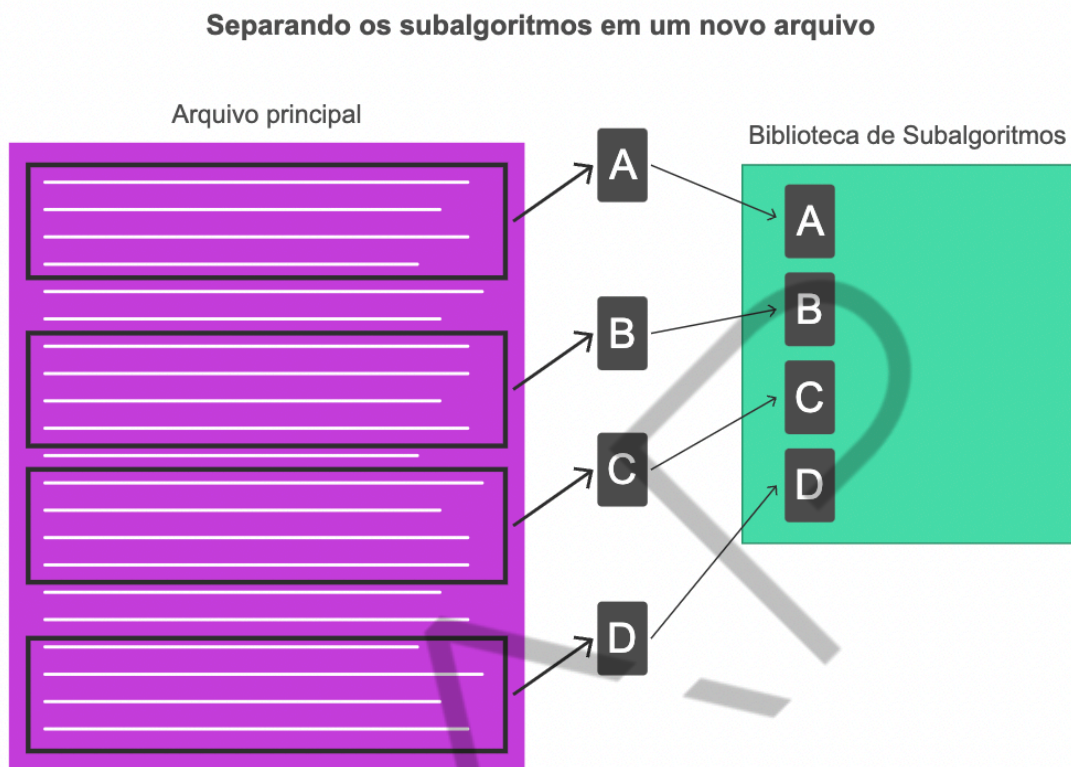 Separando os subalgoritmos em um novo arquivo
Arquivo principal
Biblioteca de Subalgoritmos
A
A
B
B
C
C
D
D